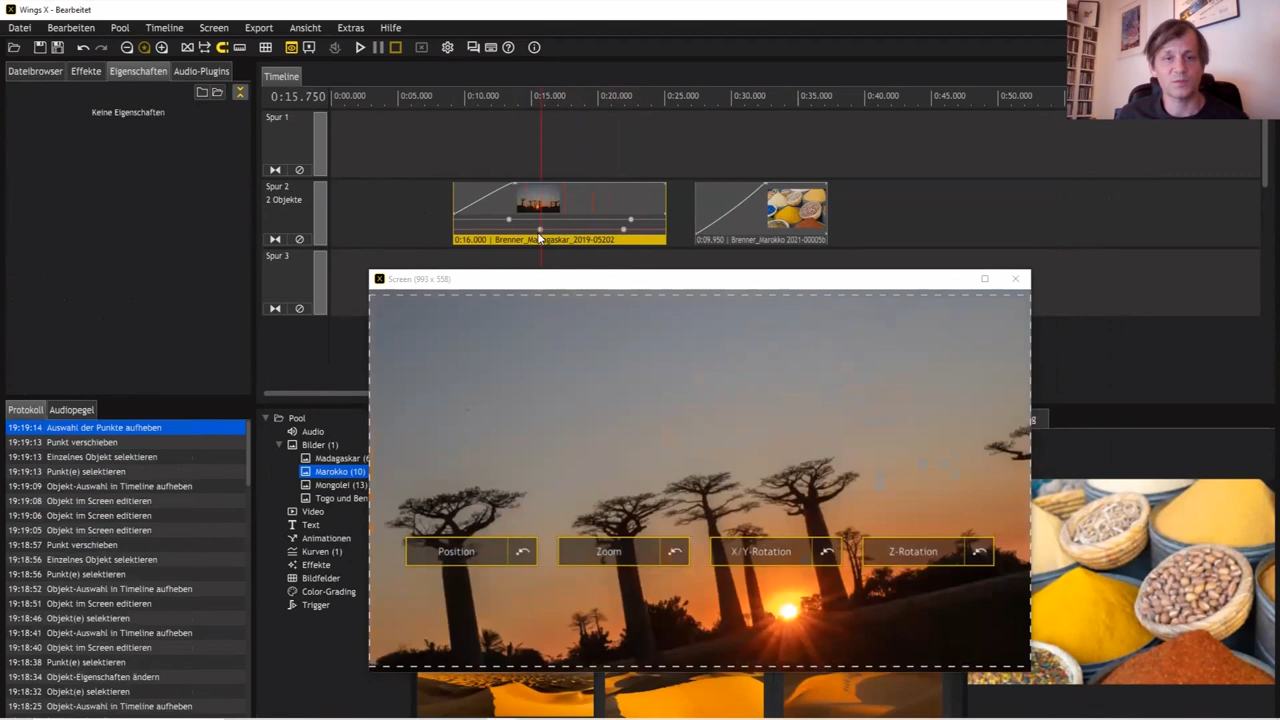 Wings X - Bearbeitet
Datei Bearbeiten Pool Timeline Screen Export Ansicht Extras Hilfe
Dateibrowser Effekte Eigenschaften Audio-Plugins
Timeline
Keine Eigenschaften
0:15.750
0:00.000 0:05.000 0:10.000 0:15.000 0:20.000 0:25.000 0:30.000 0:35.000 0:40.000 0:45.000 0:50.000
Spur 1
Spur 2
2 Objekte
0:16.000 | Brenner_Madagaskar_2019-05202
0:09.950 | Brenner_Marokko 2021-00005b
Spur 3
Screen (993 x 558)
Position
Zoom
X/Y-Rotation
Z-Rotation
Protokoll Audiopegel
19:19:14 Auswahl der Punkte aufheben
19:19:13 Punkt verschieben
19:19:13 Einzelnes Objekt selektieren
19:19:13 Punkt(e) selektieren
19:19:09 Objekt-Auswahl in Timeline aufheben
19:19:08 Objekt im Screen editieren
19:19:06 Objekt im Screen editieren
19:19:05 Objekt im Screen editieren
19:18:57 Punkt verschieben
19:18:56 Einzelnes Objekt selektieren
19:18:56 Punkt(e) selektieren
19:18:52 Objekt-Auswahl in Timeline aufheben
19:18:51 Objekt im Screen editieren
19:18:46 Objekt(e) selektieren
19:18:41 Objekt-Auswahl in Timeline aufheben
19:18:40 Objekt im Screen editieren
19:18:38 Punkt(e) selektieren
19:18:34 Objekt-Eigenschaften ändern
19:18:32 Objekt(e) selektieren
19:18:25 Objekt-Auswahl in Timeline aufheben
Pool
Audio
Bilder (1)
Madagaskar (
Marokko (10)
Mongolei (13)
Togo und Ben
Video
Text
Animationen
Kurven (1)
Effekte
Bildfelder
Color-Grading
Trigger